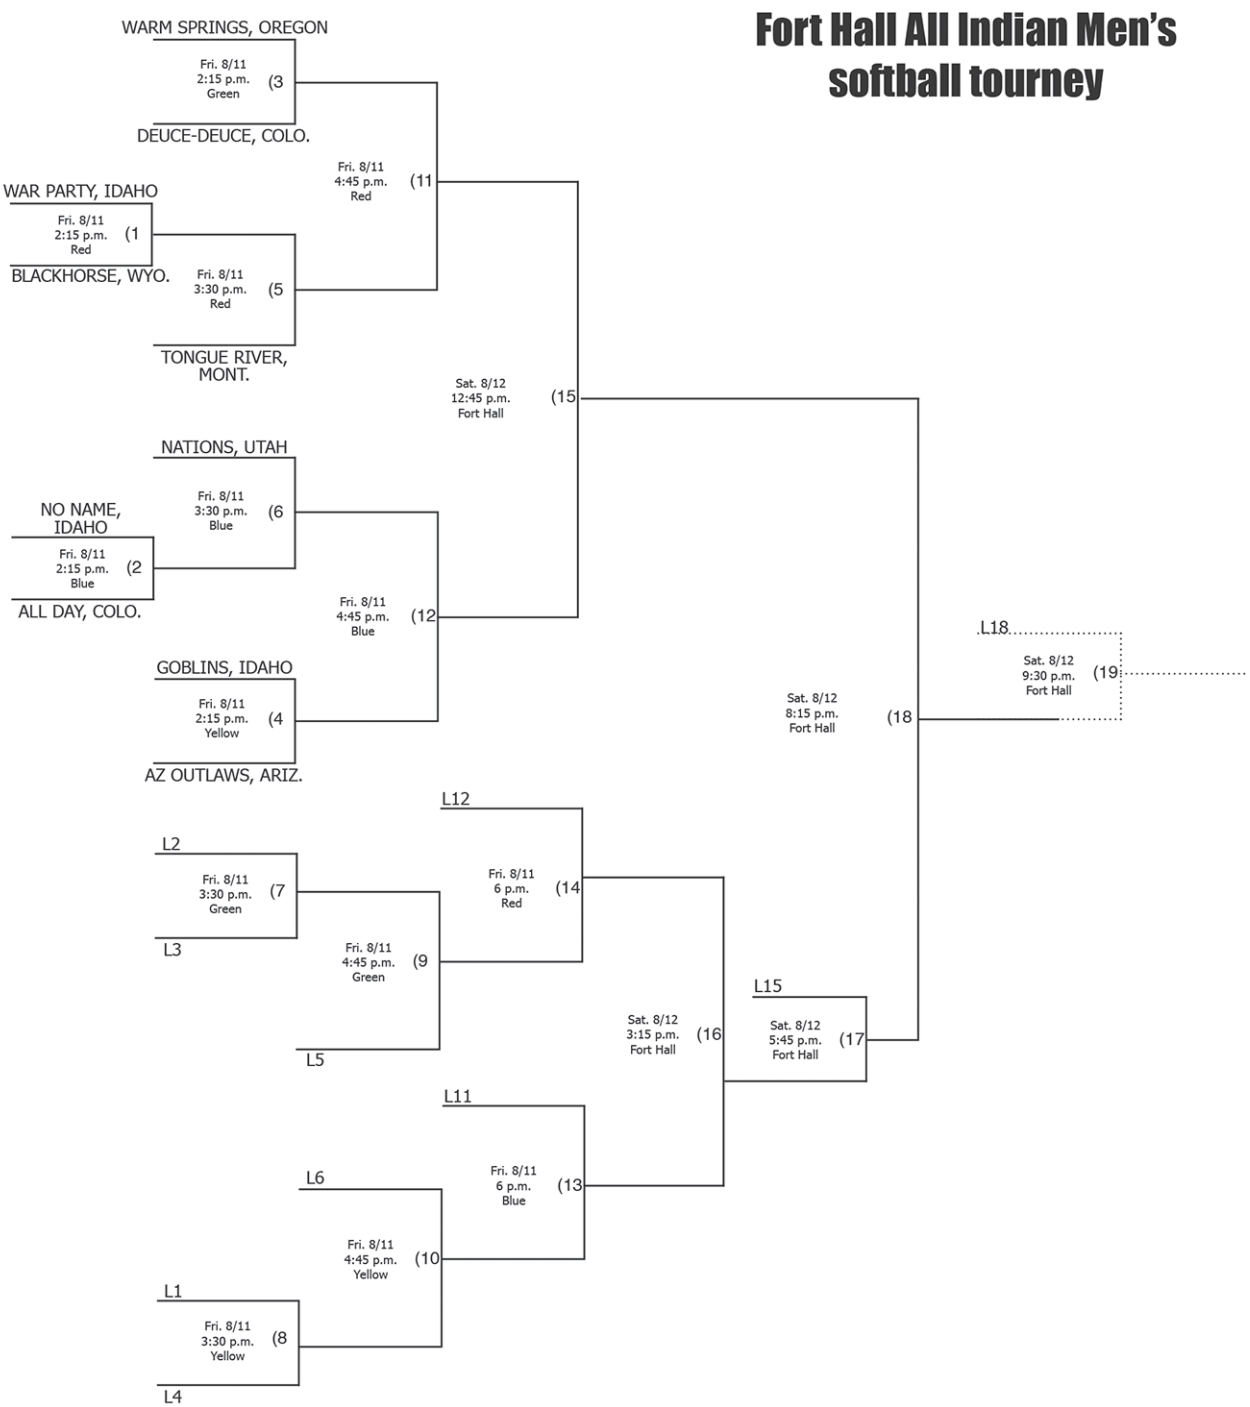 Fort Hall All Indian Men's
softball tourney
WARM SPRINGS, OREGON
Fri. 8/11
2:15 p.m.
Green
(3
DEUCE-DEUCE, COLO.
Fri. 8/11
4:45 p.m.
Red
(11
WAR PARTY, IDAHO
Fri. 8/11
2:15 p.m.
Red
(1
BLACKHORSE, WYO.
Fri. 8/11
3:30 p.m.
Red
(5
TONGUE RIVER,
MONT.
Sat. 8/12
12:45 p.m.
Fort Hall
(15
NATIONS, UTAH
Fri. 8/11
3:30 p.m.
Blue
(6
NO NAME,
IDAHO
Fri. 8/11
2:15 p.m.
Blue
(2
ALL DAY, COLO.
Fri. 8/11
4:45 p.m.
Blue
(12
GOBLINS, IDAHO
Fri. 8/11
2:15 p.m.
Yellow
(4
AZ OUTLAWS, ARIZ.
L18
Sat. 8/12
9:30 p.m.
Fort Hall
(19
Sat. 8/12
8:15 p.m.
Fort Hall
(18
L12
L2
Fri. 8/11
3:30 p.m.
Green
(7
L3
Fri. 8/11
6 p.m.
Red
(14
Fri. 8/11
4:45 p.m.
Green
(9
L5
Sat. 8/12
3:15 p.m.
Fort Hall
(16
L15
Sat. 8/12
5:45 p.m.
Fort Hall
(17
L11
Fri. 8/11
6 p.m.
Blue
(13
L6
Fri. 8/11
4:45 p.m.
Yellow
(10
L1
Fri. 8/11
3:30 p.m.
Yellow
(8
L4